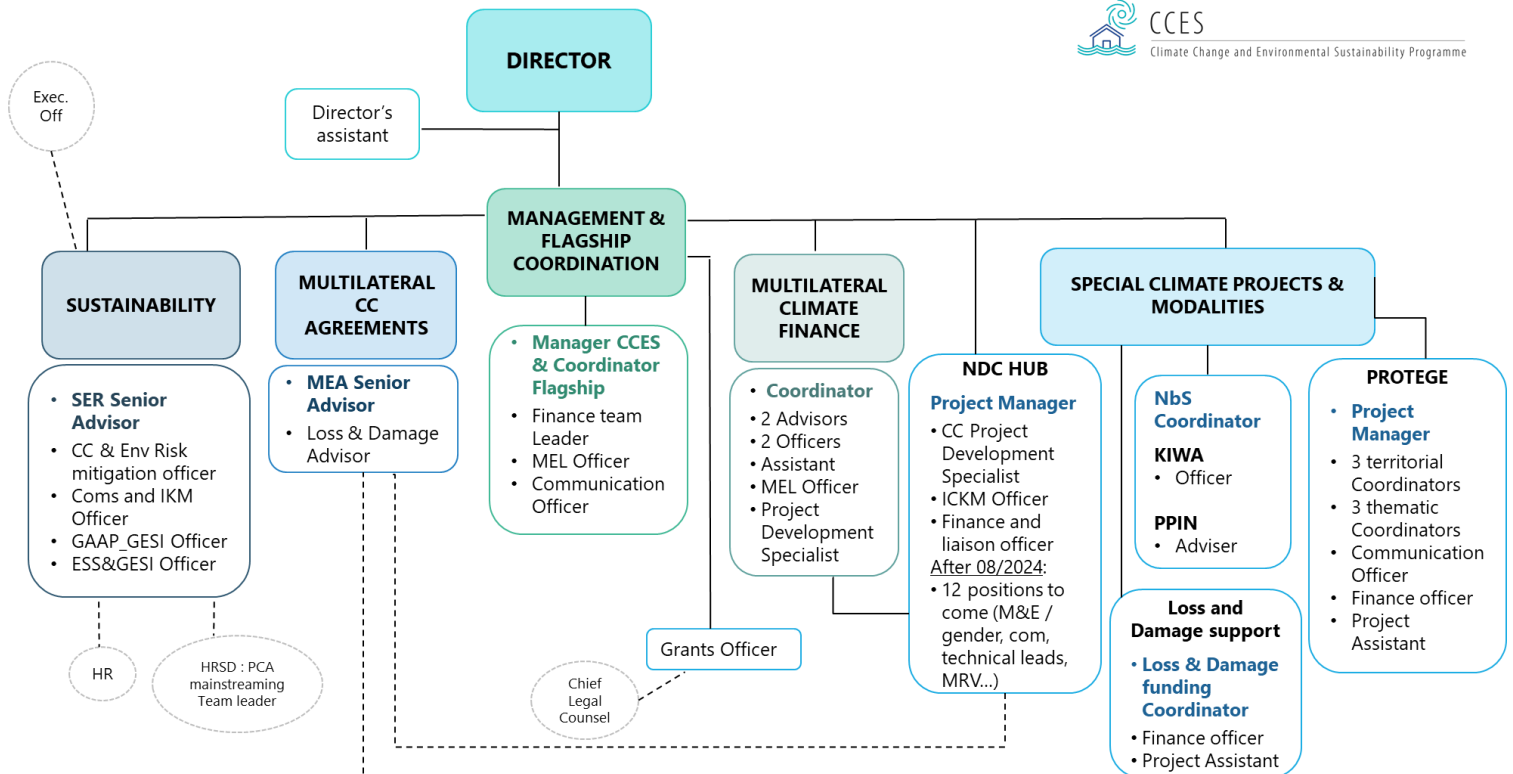 CCES
Climate Change and Environmental Sustainability Programme
DIRECTOR
Exec.
Off
Director's
assistant
MANAGEMENT &
FLAGSHIP
COORDINATION
SUSTAINABILITY
• SER Senior
Advisor
• CC & Env Risk
mitigation officer
• Coms and IKM
Officer
• GAAP_GESI Officer
• ESS&GESI Officer
HR
HRSD : PCA
mainstreaming
Team leader
MULTILATERAL
CC
AGREEMENTS
• MEA Senior
Advisor
• Loss & Damage
Advisor
• Manager CCES
& Coordinator
Flagship
• Finance team
Leader
• MEL Officer
• Communication
Officer
Grants Officer
Chief
Legal
Counsel
MULTILATERAL
CLIMATE
FINANCE
• Coordinator
• 2 Advisors
• 2 Officers
• Assistant
• MEL Officer
• Project
Development
Specialist
NDC HUB
Project Manager
• CC Project
Development
Specialist
• ICKM Officer
• Finance and
liaison officer
After 08/2024:
• 12 positions to
come (M&E /
gender, com,
technical leads,
MRV...)
SPECIAL CLIMATE PROJECTS &
MODALITIES
NbS
Coordinator
KIWA
• Officer
PPIN
• Adviser
Loss and
Damage support
• Loss & Damage
funding
Coordinator
• Finance officer
• Project Assistant
PROTEGE
• Project
Manager
• 3 territorial
Coordinators
• 3 thematic
Coordinators
• Communication
Officer
• Finance officer
• Project
Assistant